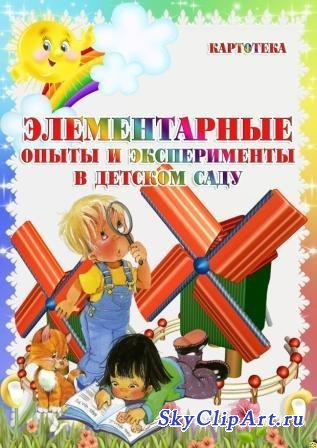 КАРТОТЕКА
ЭЛЕМЕНТАРНЫЕ
ОПЫТЫ И ЭКСПЕРИМЕНТЫ
В ДЕТСКОМ САДУ
SkyClipArt.ru